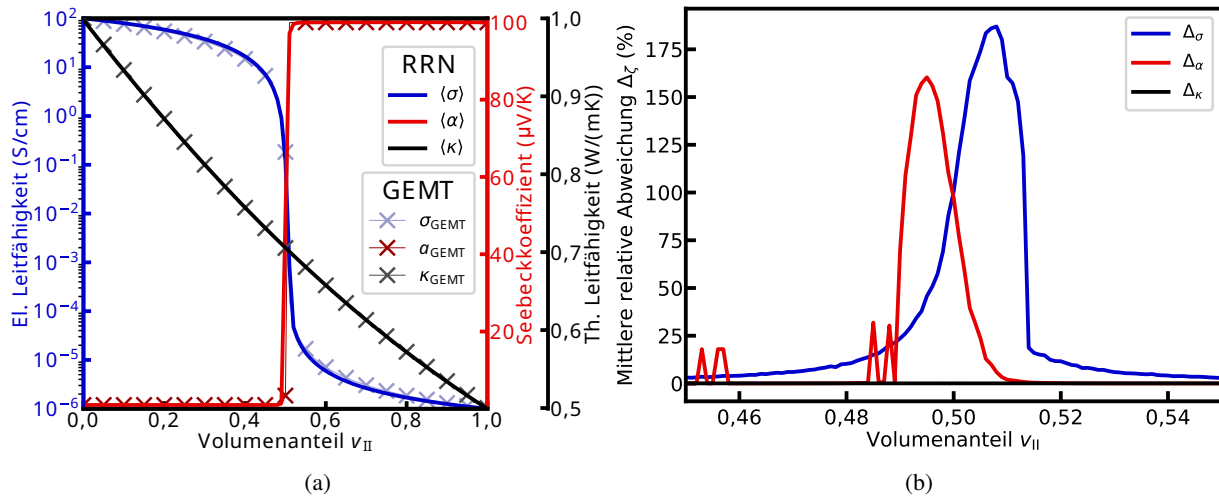 El. Leitfähigkeit (S/cm)
10²
10¹
10⁰
10⁻¹
10⁻²
10⁻³
10⁻⁴
10⁻⁵
10⁻⁶
0,0 0,2 0,4 0,6 0,8 1,0
Volumenanteil v_II
RRN
⟨σ⟩
⟨α⟩
⟨κ⟩
GEMT
σ_GEMT
α_GEMT
κ_GEMT
100
80
60
40
20
Seebeckkoeffizient (µV/K)
1,0
0,9
0,8
0,7
0,6
0,5
Th. Leitfähigkeit (W/(mK))
(a)
Mittlere relative Abweichung Δ_ζ (%)
175
150
125
100
75
50
25
0
0,46 0,48 0,50 0,52 0,54
Volumenanteil v_II
Δ_σ
Δ_α
Δ_κ
(b)